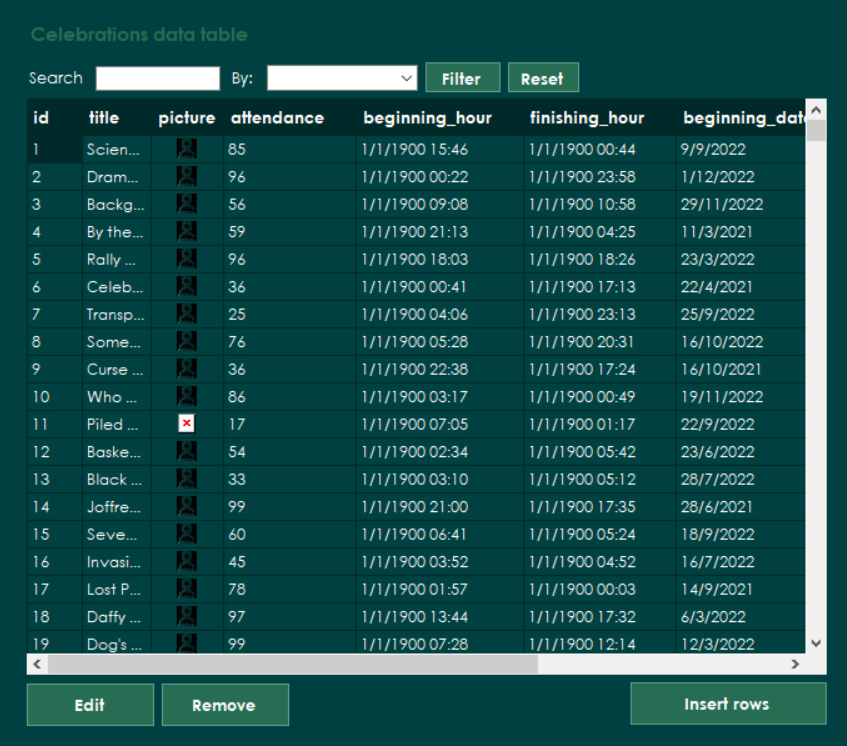 Celebrations data table
Search By: Filter Reset
id title picture attendance beginning_hour finishing_hour beginning_date
1 Scien... 85 1/1/1900 15:46 1/1/1900 00:44 9/9/2022
2 Dram... 96 1/1/1900 00:22 1/1/1900 23:58 1/12/2022
3 Backg... 56 1/1/1900 09:08 1/1/1900 10:58 29/11/2022
4 By the... 59 1/1/1900 21:13 1/1/1900 04:25 11/3/2021
5 Rally ... 96 1/1/1900 18:03 1/1/1900 18:26 23/3/2022
6 Celeb... 36 1/1/1900 00:41 1/1/1900 17:13 22/4/2021
7 Transp... 25 1/1/1900 04:06 1/1/1900 23:13 25/9/2022
8 Some... 76 1/1/1900 05:28 1/1/1900 20:31 16/10/2022
9 Curse ... 36 1/1/1900 22:38 1/1/1900 17:24 16/10/2021
10 Who ... 86 1/1/1900 03:17 1/1/1900 00:49 19/11/2022
11 Piled ... 17 1/1/1900 07:05 1/1/1900 01:17 22/9/2022
12 Baske... 54 1/1/1900 02:34 1/1/1900 05:42 23/6/2022
13 Black ... 33 1/1/1900 03:10 1/1/1900 05:12 28/7/2022
14 Joffre... 99 1/1/1900 21:00 1/1/1900 17:35 28/6/2021
15 Seve... 60 1/1/1900 06:41 1/1/1900 05:24 18/9/2022
16 Invasi... 45 1/1/1900 03:52 1/1/1900 04:52 16/7/2022
17 Lost P... 78 1/1/1900 01:57 1/1/1900 00:03 14/9/2021
18 Daffy ... 97 1/1/1900 13:44 1/1/1900 17:32 6/3/2022
19 Dog's ... 99 1/1/1900 07:28 1/1/1900 12:14 12/3/2022
Edit Remove Insert rows